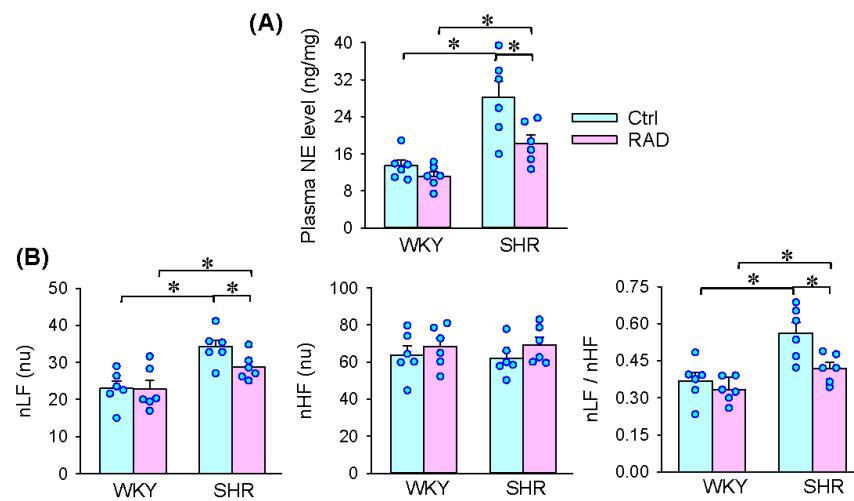 (A)
Plasma NE level (ng/mg)
40
32
24
16
8
0
* * *
WKY SHR
Ctrl
RAD
(B)
nLF (nu)
50
40
30
20
10
0
* * *
WKY SHR
nHF (nu)
100
80
60
40
20
0
WKY SHR
nLF / nHF
0.75
0.60
0.45
0.30
0.15
0.00
* * *
WKY SHR